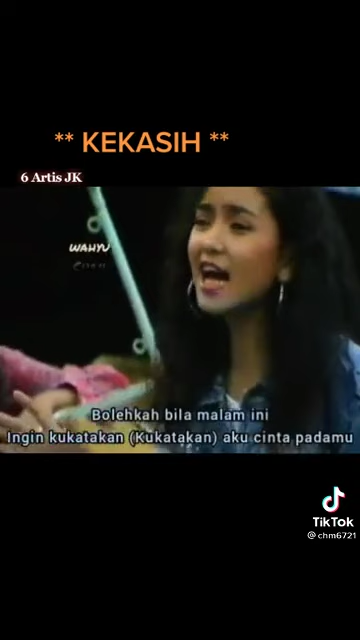 ** KEKASIH **
6 Artis JK
WAHYU
Bolehkah bila malam ini
Ingin kukatakan (Kukatakan) aku cinta padamu
TikTok
@chm6721